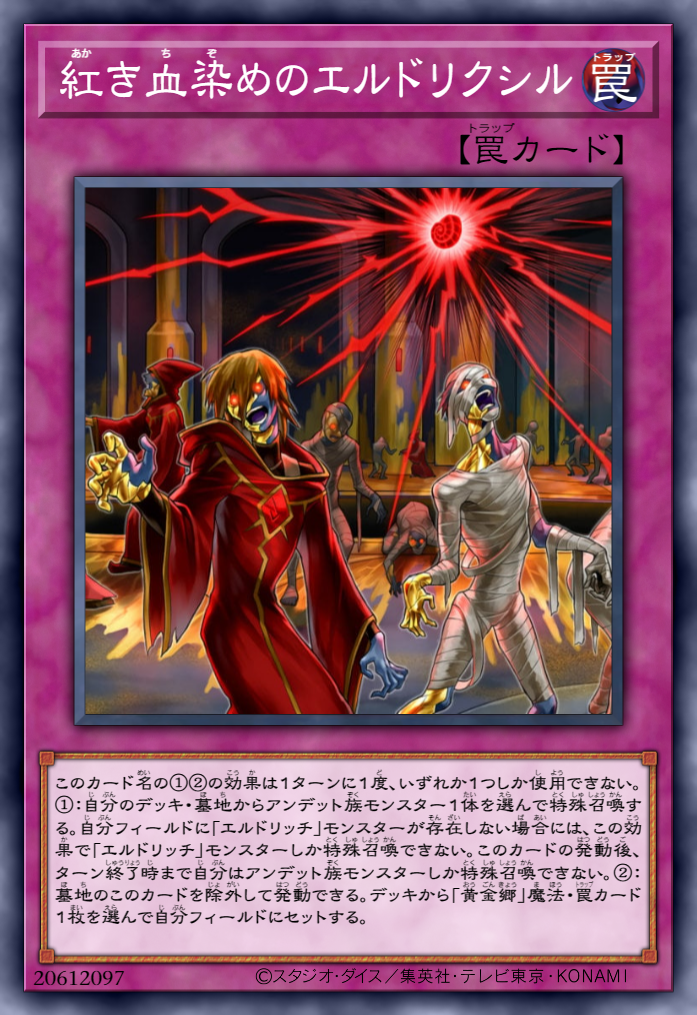 紅き血染めのエルドリクシル 罠
【罠カード】
このカード名の①②の効果は1ターンに1度、いずれか1つしか使用できない。
①:自分のデッキ・墓地からアンデット族モンスター1体を選んで特殊召喚す
る。自分フィールドに「エルドリッチ」モンスターが存在しない場合には、この効
果で「エルドリッチ」モンスターしか特殊召喚できない。このカードの発動後、
ターン終了時まで自分はアンデット族モンスターしか特殊召喚できない。②:
墓地のこのカードを除外して発動できる。デッキから「黄金郷」魔法・罠カード
1枚を選んで自分フィールドにセットする。
20612097 ©スタジオ・ダイス／集英社・テレビ東京・KONAMI